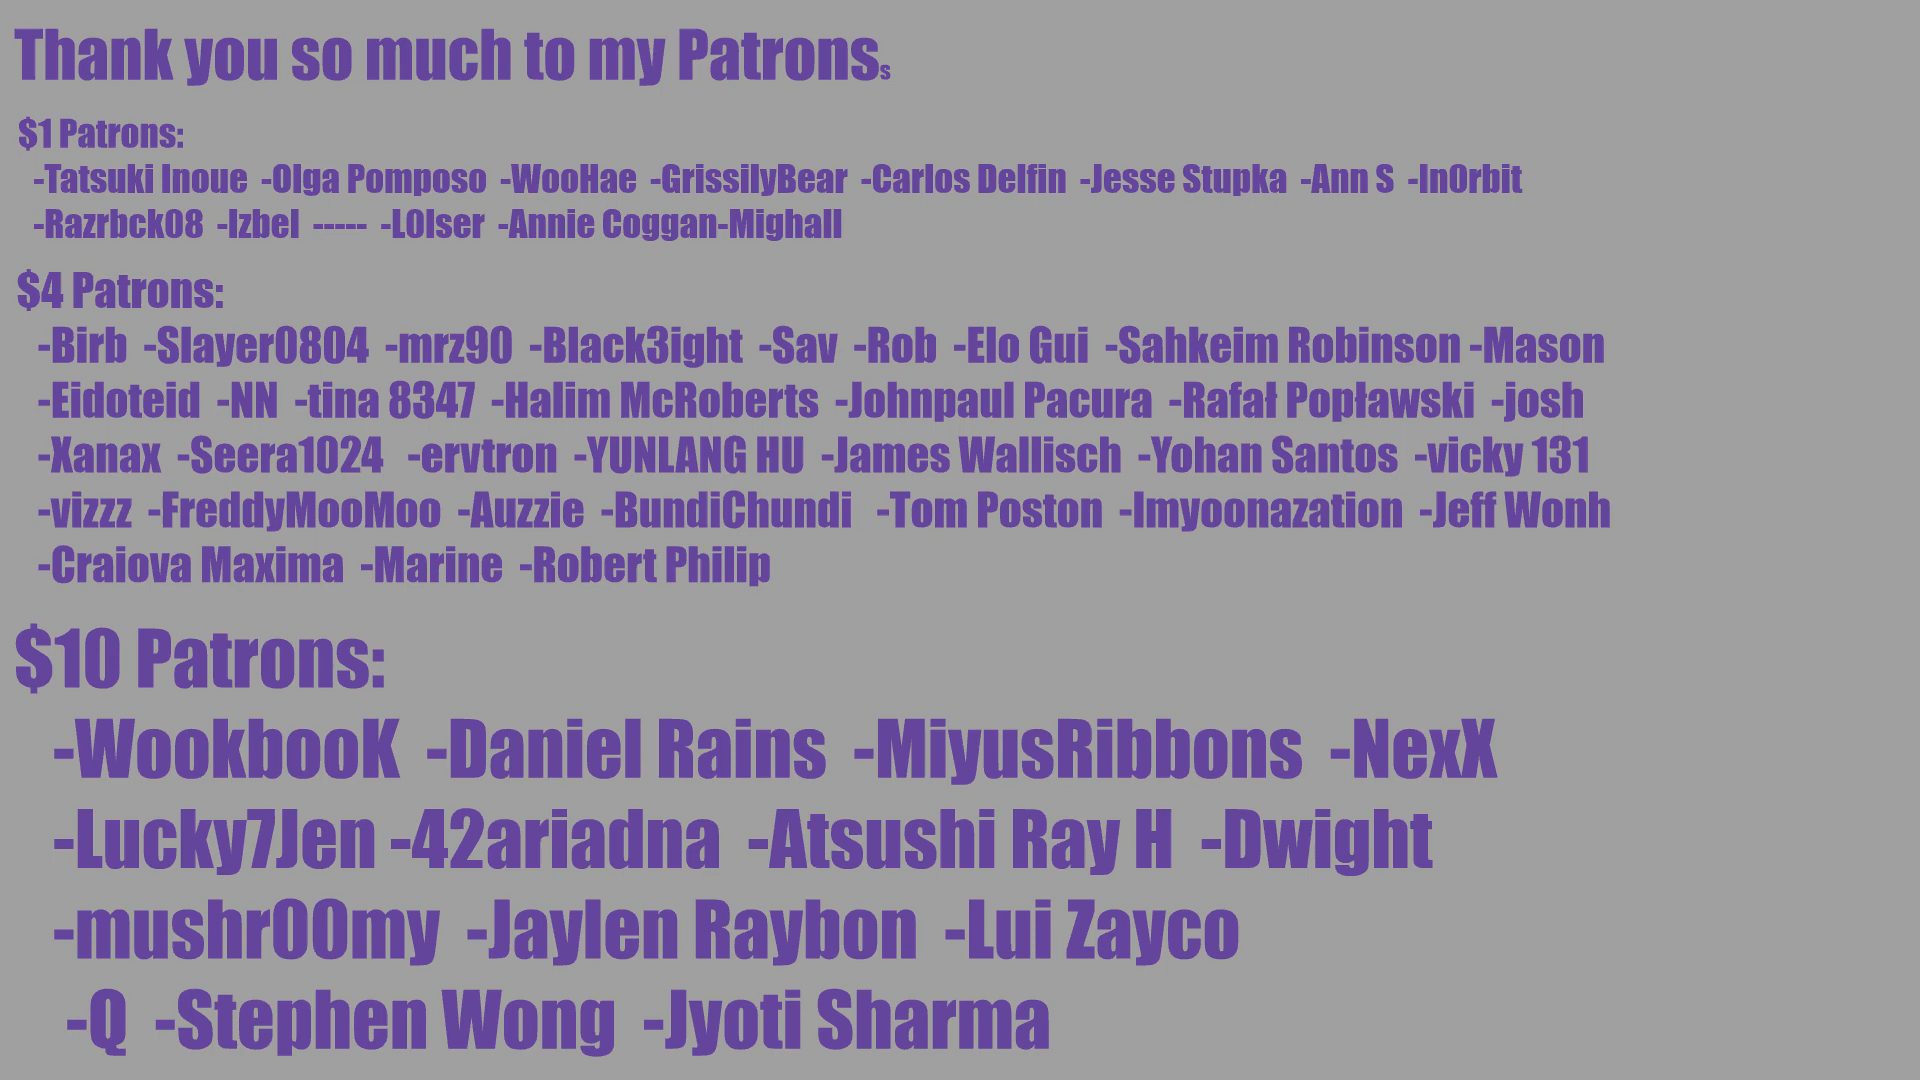 Thank you so much to my Patronss
$1 Patrons:
-Tatsuki Inoue -Olga Pomposo -WooHae -GrissilyBear -Carlos Delfin -Jesse Stupka -Ann S -InOrbit
-Razrbck08 -Izbel ----- -L0lser -Annie Coggan-Mighall
$4 Patrons:
-Birb -Slayer0804 -mrz90 -Black3ight -Sav -Rob -Elo Gui -Sahkeim Robinson -Mason
-Eidoteid -NN -tina 8347 -Halim McRoberts -Johnpaul Pacura -Rafał Popławski -josh
-Xanax -Seera1024 -ervtron -YUNLANG HU -James Wallisch -Yohan Santos -vicky 131
-vizzz -FreddyMooMoo -Auzzie -BundiChundi -Tom Poston -Imyoonazation -Jeff Wonh
-Craiova Maxima -Marine -Robert Philip
$10 Patrons:
-WookbooK -Daniel Rains -MiyusRibbons -NexX
-Lucky7Jen -42ariadna -Atsushi Ray H -Dwight
-mushr00my -Jaylen Raybon -Lui Zayco
-Q -Stephen Wong -Jyoti Sharma